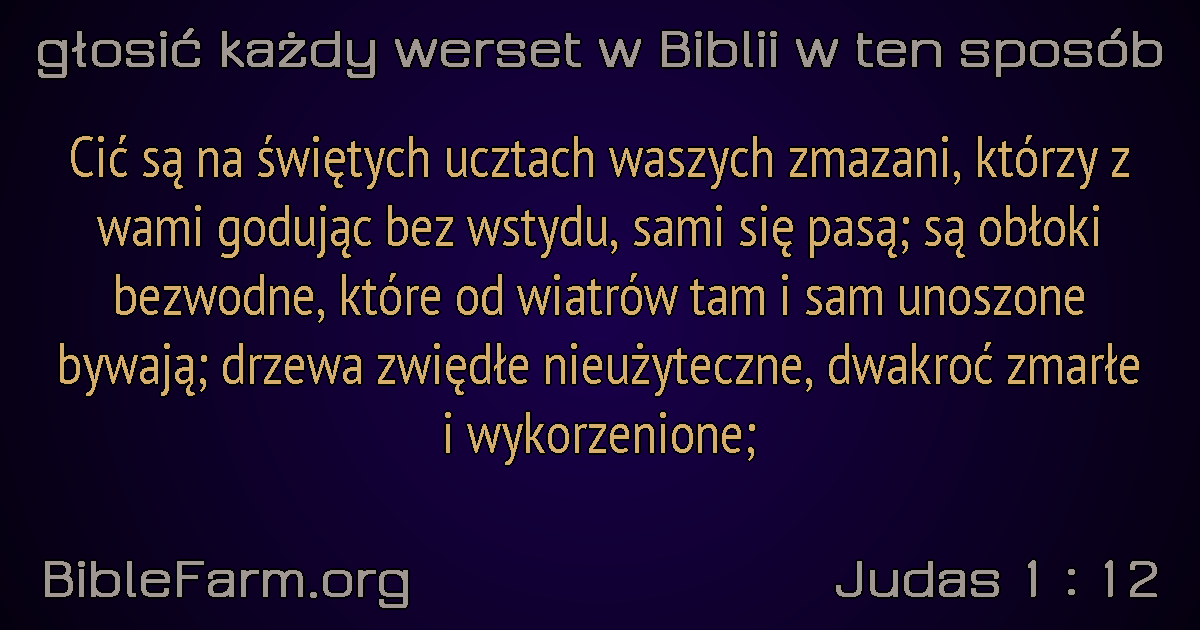 głosić każdy werset w Biblii w ten sposób
Cić są na świętych ucztach waszych zmazani, którzy z
wami godując bez wstydu, sami się pasą; są obłoki
bezwodne, które od wiatrów tam i sam unoszone
bywają; drzewa zwiędłe nieużyteczne, dwakroć zmarłe
i wykorzenione;
BibleFarm.org
Judas 1 : 12